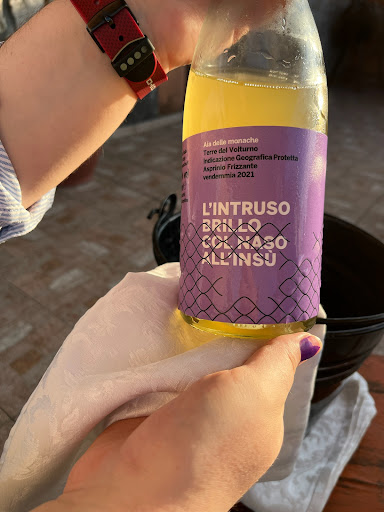 Aia delle monache
Terre del Volturno
Indicazione Geografica Protetta
Asprinio Frizzante
vendemmia 2021
L'INTRUSO
BRILLO
COL NASO
ALL'INSÙ